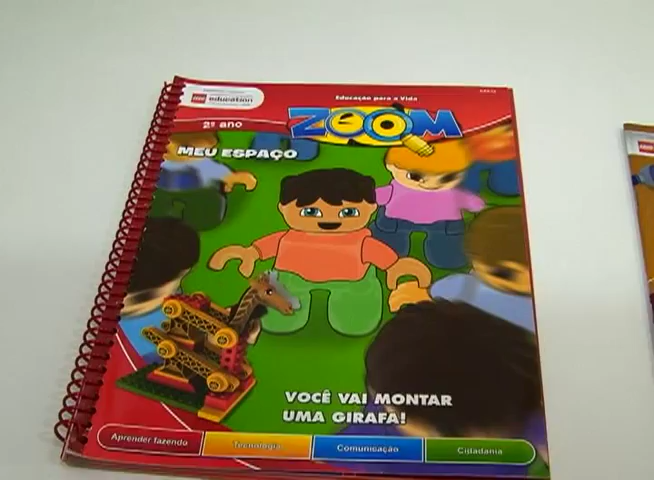 LEGO education
Educação para a Vida
ZOOM
2º ano
MEU ESPAÇO
VOCÊ VAI MONTAR
UMA GIRAFA!
Aprender fazendo
Tecnologia
Comunicação
Cidadania